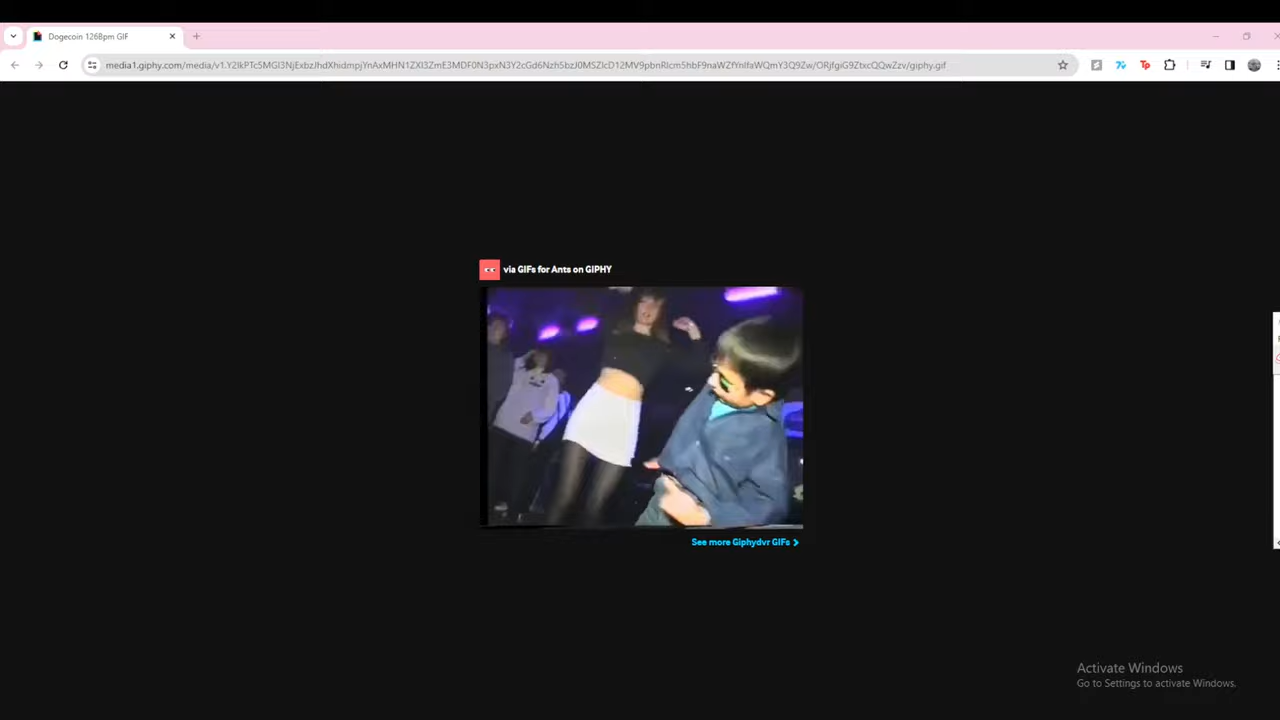 Dogecoin 126Bpm GIF
via GIFs for Ants on GIPHY
See more Giphydvr GIFs
Activate Windows
Go to Settings to activate Windows.